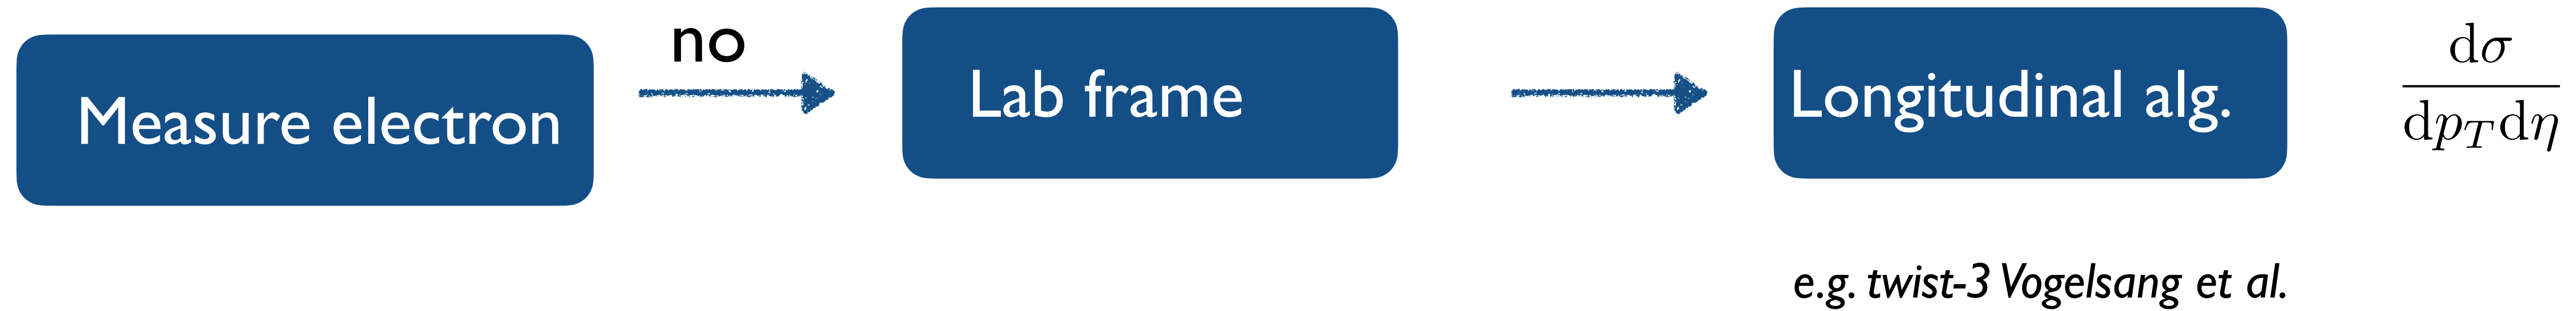 Measure electron
no
Lab frame
Longitudinal alg.
dσ
dp_T dη
e.g. twist-3 Vogelsang et al.